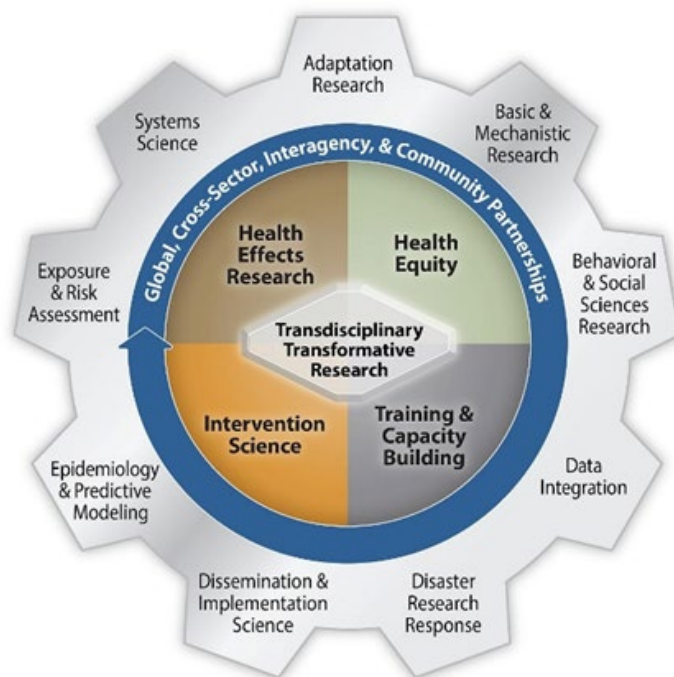 Adaptation
Research
Basic &
Mechanistic
Research
Behavioral
& Social
Sciences
Research
Data
Integration
Disaster
Research
Response
Dissemination &
Implementation
Science
Epidemiology
& Predictive
Modeling
Exposure
& Risk
Assessment
Systems
Science
Global, Cross-Sector, Interagency, & Community Partnerships
Health
Effects
Research
Health
Equity
Transdisciplinary
Transformative
Research
Intervention
Science
Training &
Capacity
Building